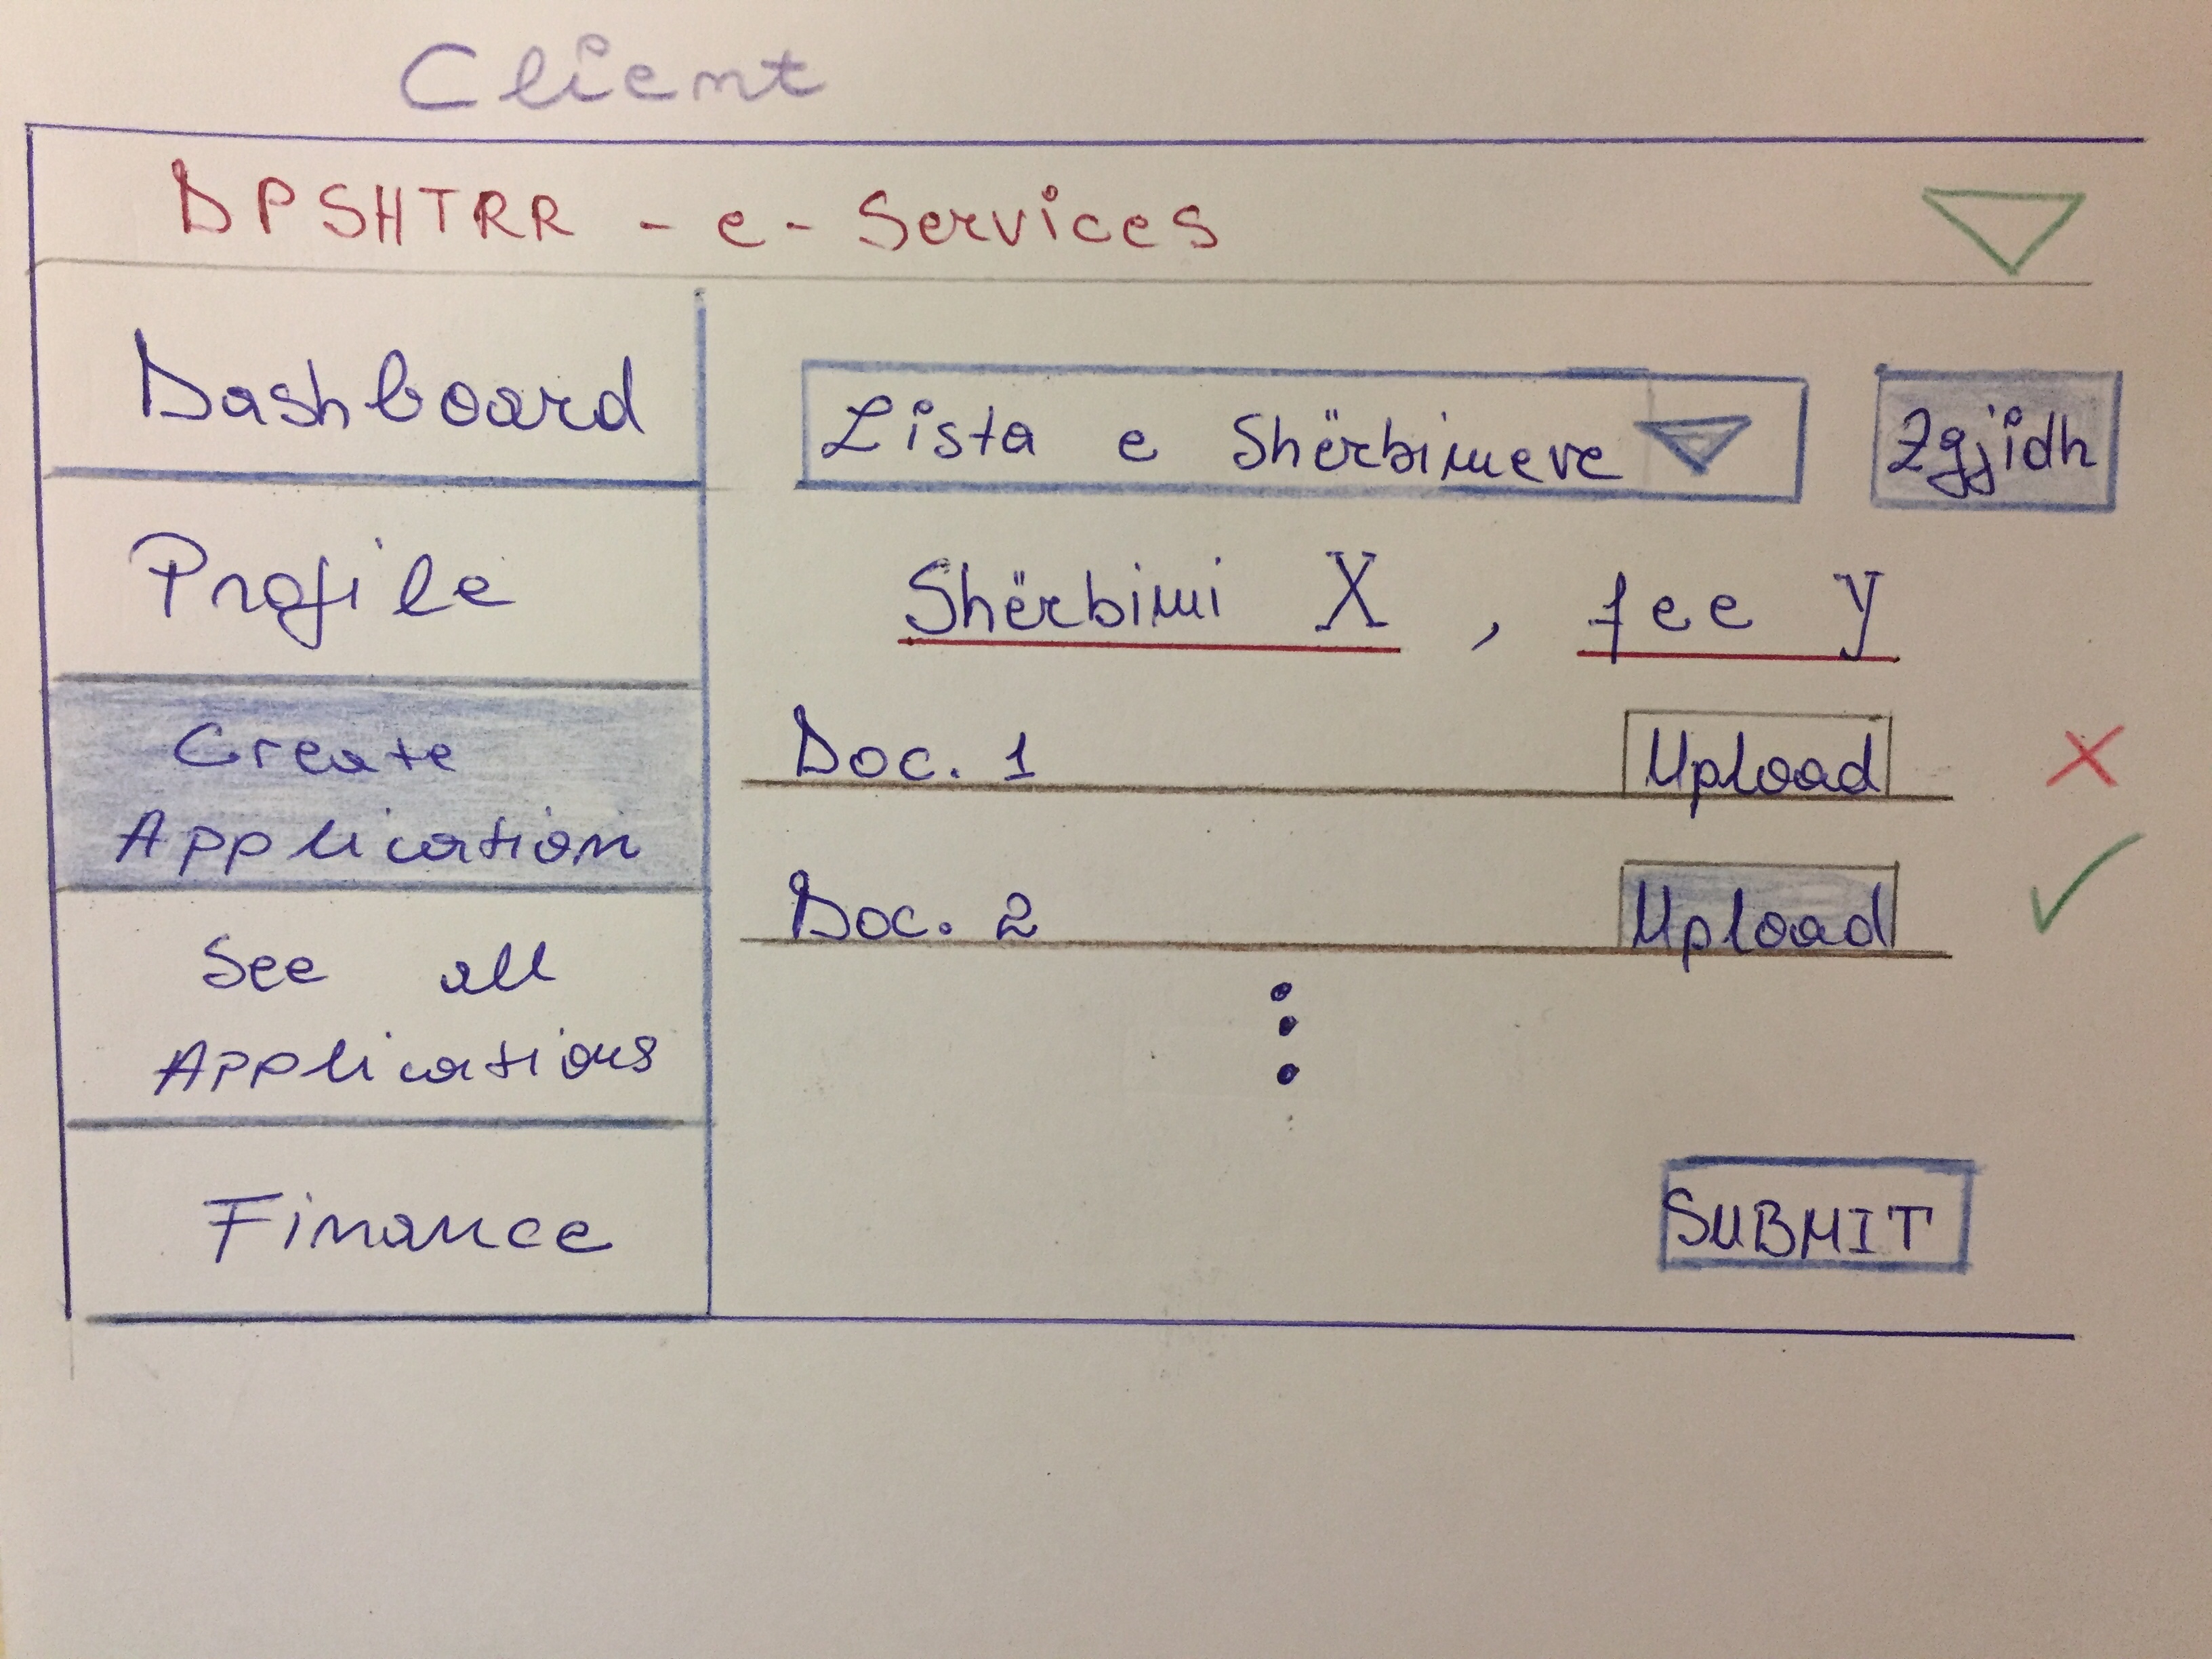 Client
DPSHTRR - e - Services
Dashboard
Profile
Create
Application
See all
Applications
Finance
Lista e Shërbimeve
Zgjidh
Shërbimi X , fee y
Doc. 1 Upload
Doc. 2 Upload
SUBMIT